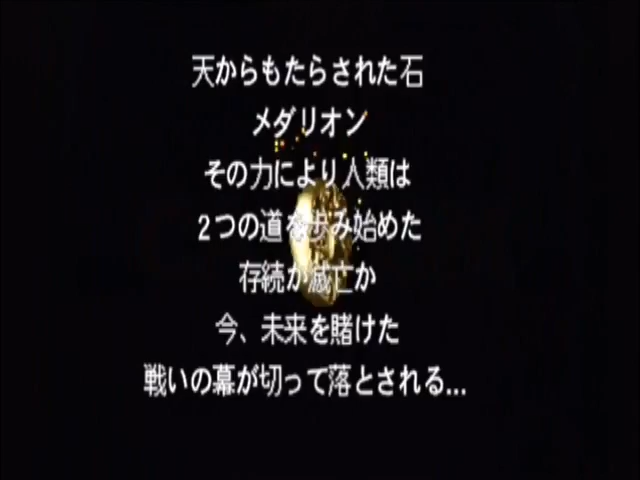 天からもたらされた石
メダリオン
その力により人類は
2つの道を歩み始めた
存続か滅亡か
今、未来を賭けた
戦いの幕が切って落とされる...